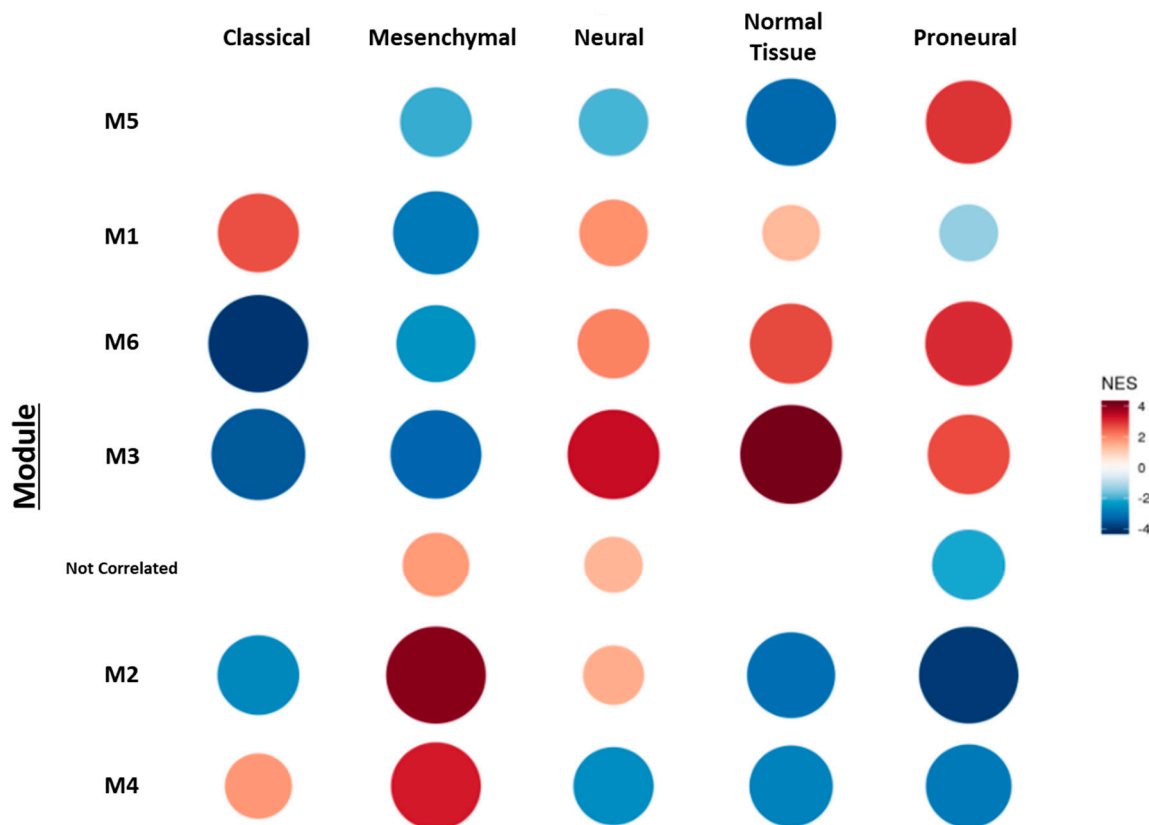 Classical Mesenchymal Neural Normal Tissue Proneural
M5
M1
M6
M3
Not Correlated
M2
M4
Module
NES
4
2
0
-2
-4